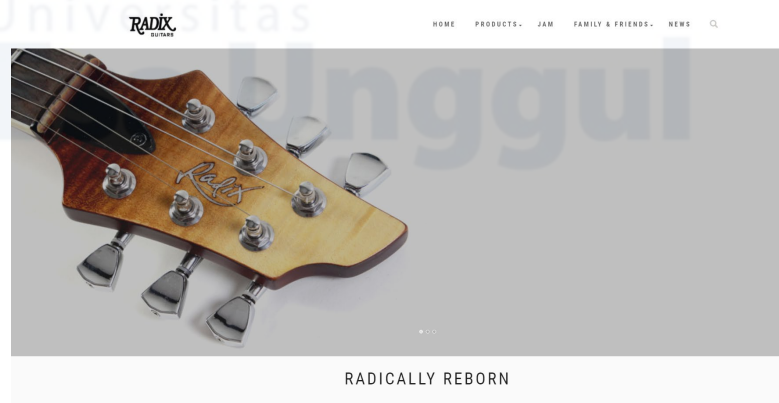 Universitas
Unggul
RADIX
GUITARS
HOME PRODUCTS JAM FAMILY & FRIENDS NEWS
Radix
RADICALLY REBORN